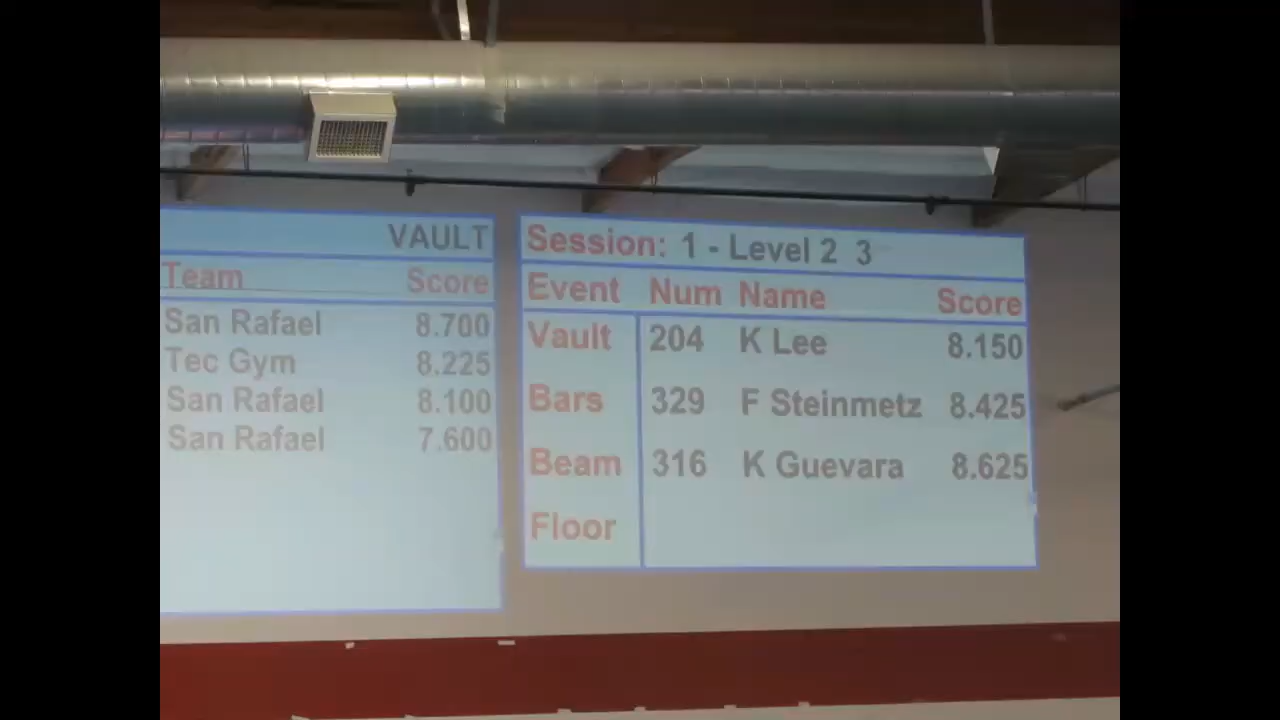 VAULT
Team Score
San Rafael 8.700
Tec Gym 8.225
San Rafael 8.100
San Rafael 7.600
Session: 1 - Level 2 3
Event Num Name Score
Vault 204 K Lee 8.150
Bars 329 F Steinmetz 8.425
Beam 316 K Guevara 8.625
Floor